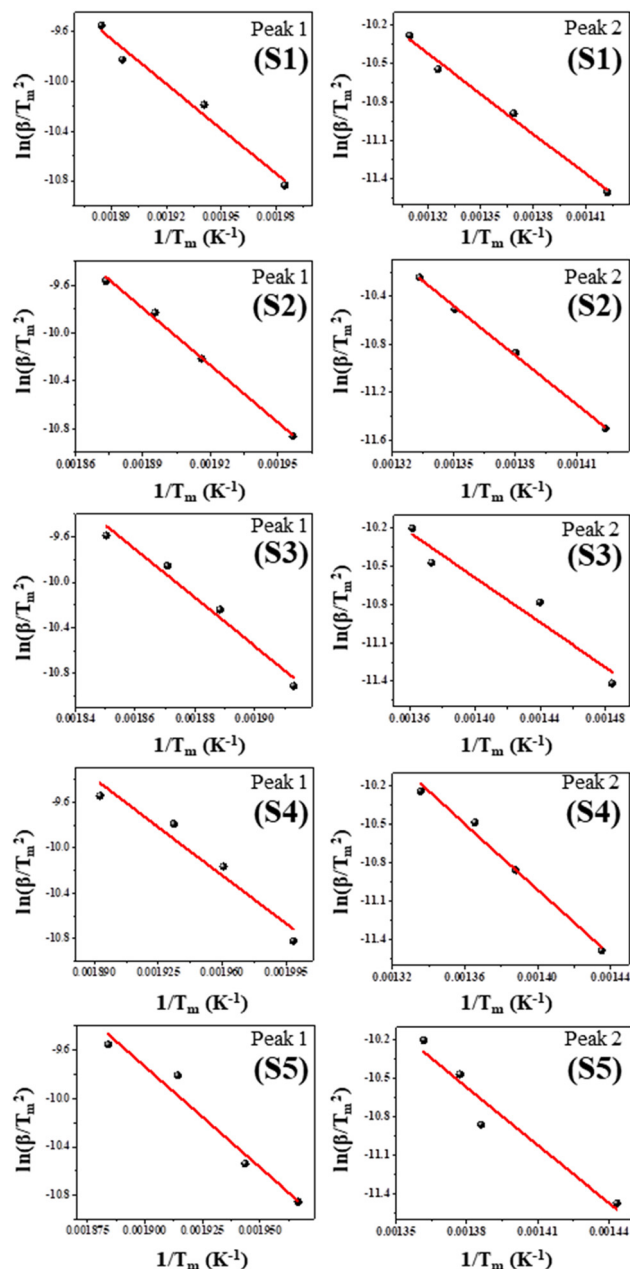 Peak 1
(S1)
-9.6
-10.0
-10.4
-10.8
ln(β/Tₘ²)
0.00189 0.00192 0.00195 0.00198
1/Tₘ (K⁻¹)
Peak 2
(S1)
-10.2
-10.5
-10.8
-11.1
-11.4
ln(β/Tₘ²)
0.00132 0.00135 0.00138 0.00141
1/Tₘ (K⁻¹)
Peak 1
(S2)
-9.6
-10.0
-10.4
-10.8
ln(β/Tₘ²)
0.00186 0.00189 0.00192 0.00195
1/Tₘ (K⁻¹)
Peak 2
(S2)
-10.4
-10.8
-11.2
-11.6
ln(β/Tₘ²)
0.00132 0.00135 0.00138 0.00141
1/Tₘ (K⁻¹)
Peak 1
(S3)
-9.6
-10.0
-10.4
-10.8
ln(β/Tₘ²)
0.00184 0.00186 0.00188 0.00190
1/Tₘ (K⁻¹)
Peak 2
(S3)
-10.2
-10.5
-10.8
-11.1
-11.4
ln(β/Tₘ²)
0.00136 0.00140 0.00144 0.00148
1/Tₘ (K⁻¹)
Peak 1
(S4)
-9.6
-10.0
-10.4
-10.8
ln(β/Tₘ²)
0.001890 0.001925 0.001960 0.001995
1/Tₘ (K⁻¹)
Peak 2
(S4)
-10.2
-10.5
-10.8
-11.1
-11.4
ln(β/Tₘ²)
0.00132 0.00136 0.00140 0.00144
1/Tₘ (K⁻¹)
Peak 1
(S5)
-9.6
-10.0
-10.4
-10.8
ln(β/Tₘ²)
0.001875 0.001900 0.001925 0.001950
1/Tₘ (K⁻¹)
Peak 2
(S5)
-10.2
-10.5
-10.8
-11.1
-11.4
ln(β/Tₘ²)
0.00135 0.00138 0.00141 0.00144
1/Tₘ (K⁻¹)